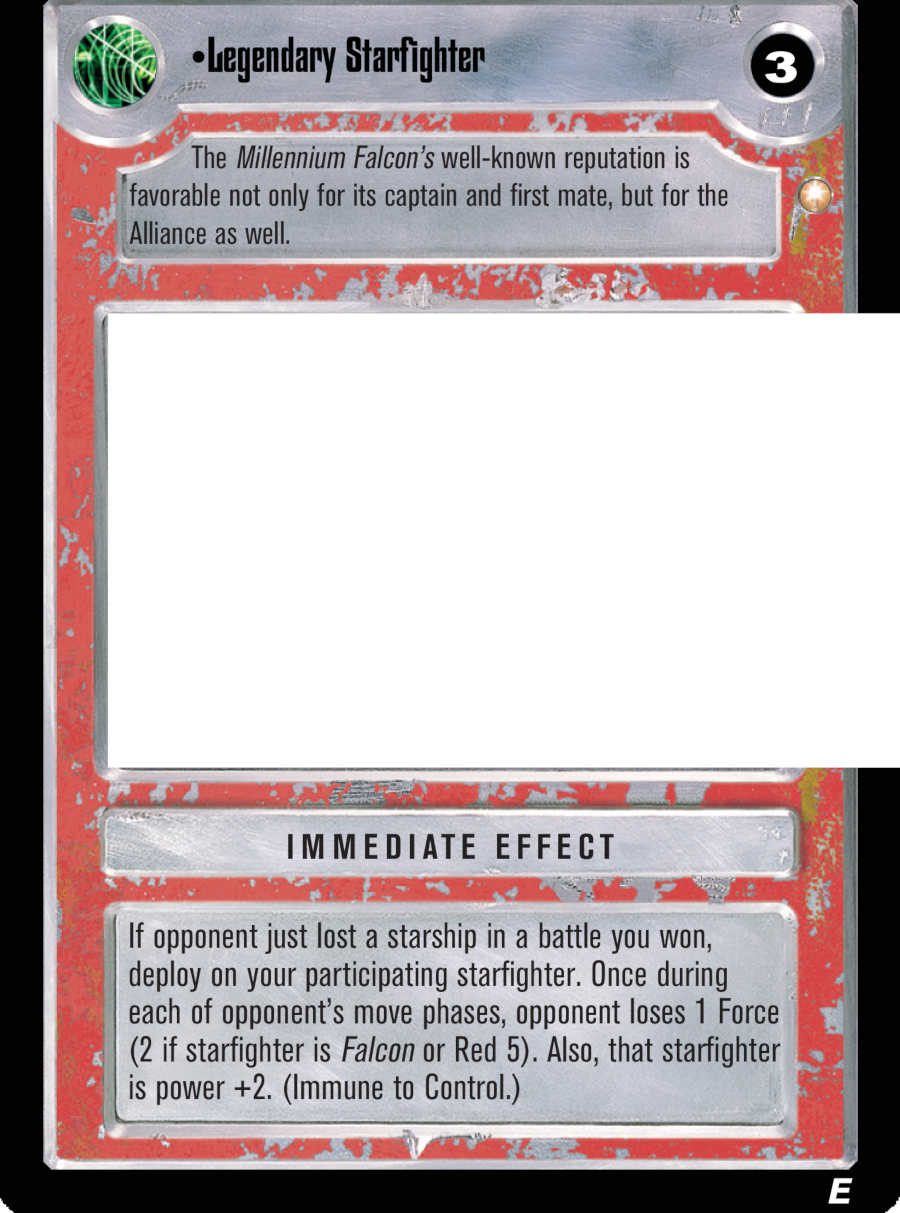 •Legendary Starfighter
3
The Millennium Falcon's well-known reputation is
favorable not only for its captain and first mate, but for the
Alliance as well.
IMMEDIATE EFFECT
If opponent just lost a starship in a battle you won,
deploy on your participating starfighter. Once during
each of opponent's move phases, opponent loses 1 Force
(2 if starfighter is Falcon or Red 5). Also, that starfighter
is power +2. (Immune to Control.)
E